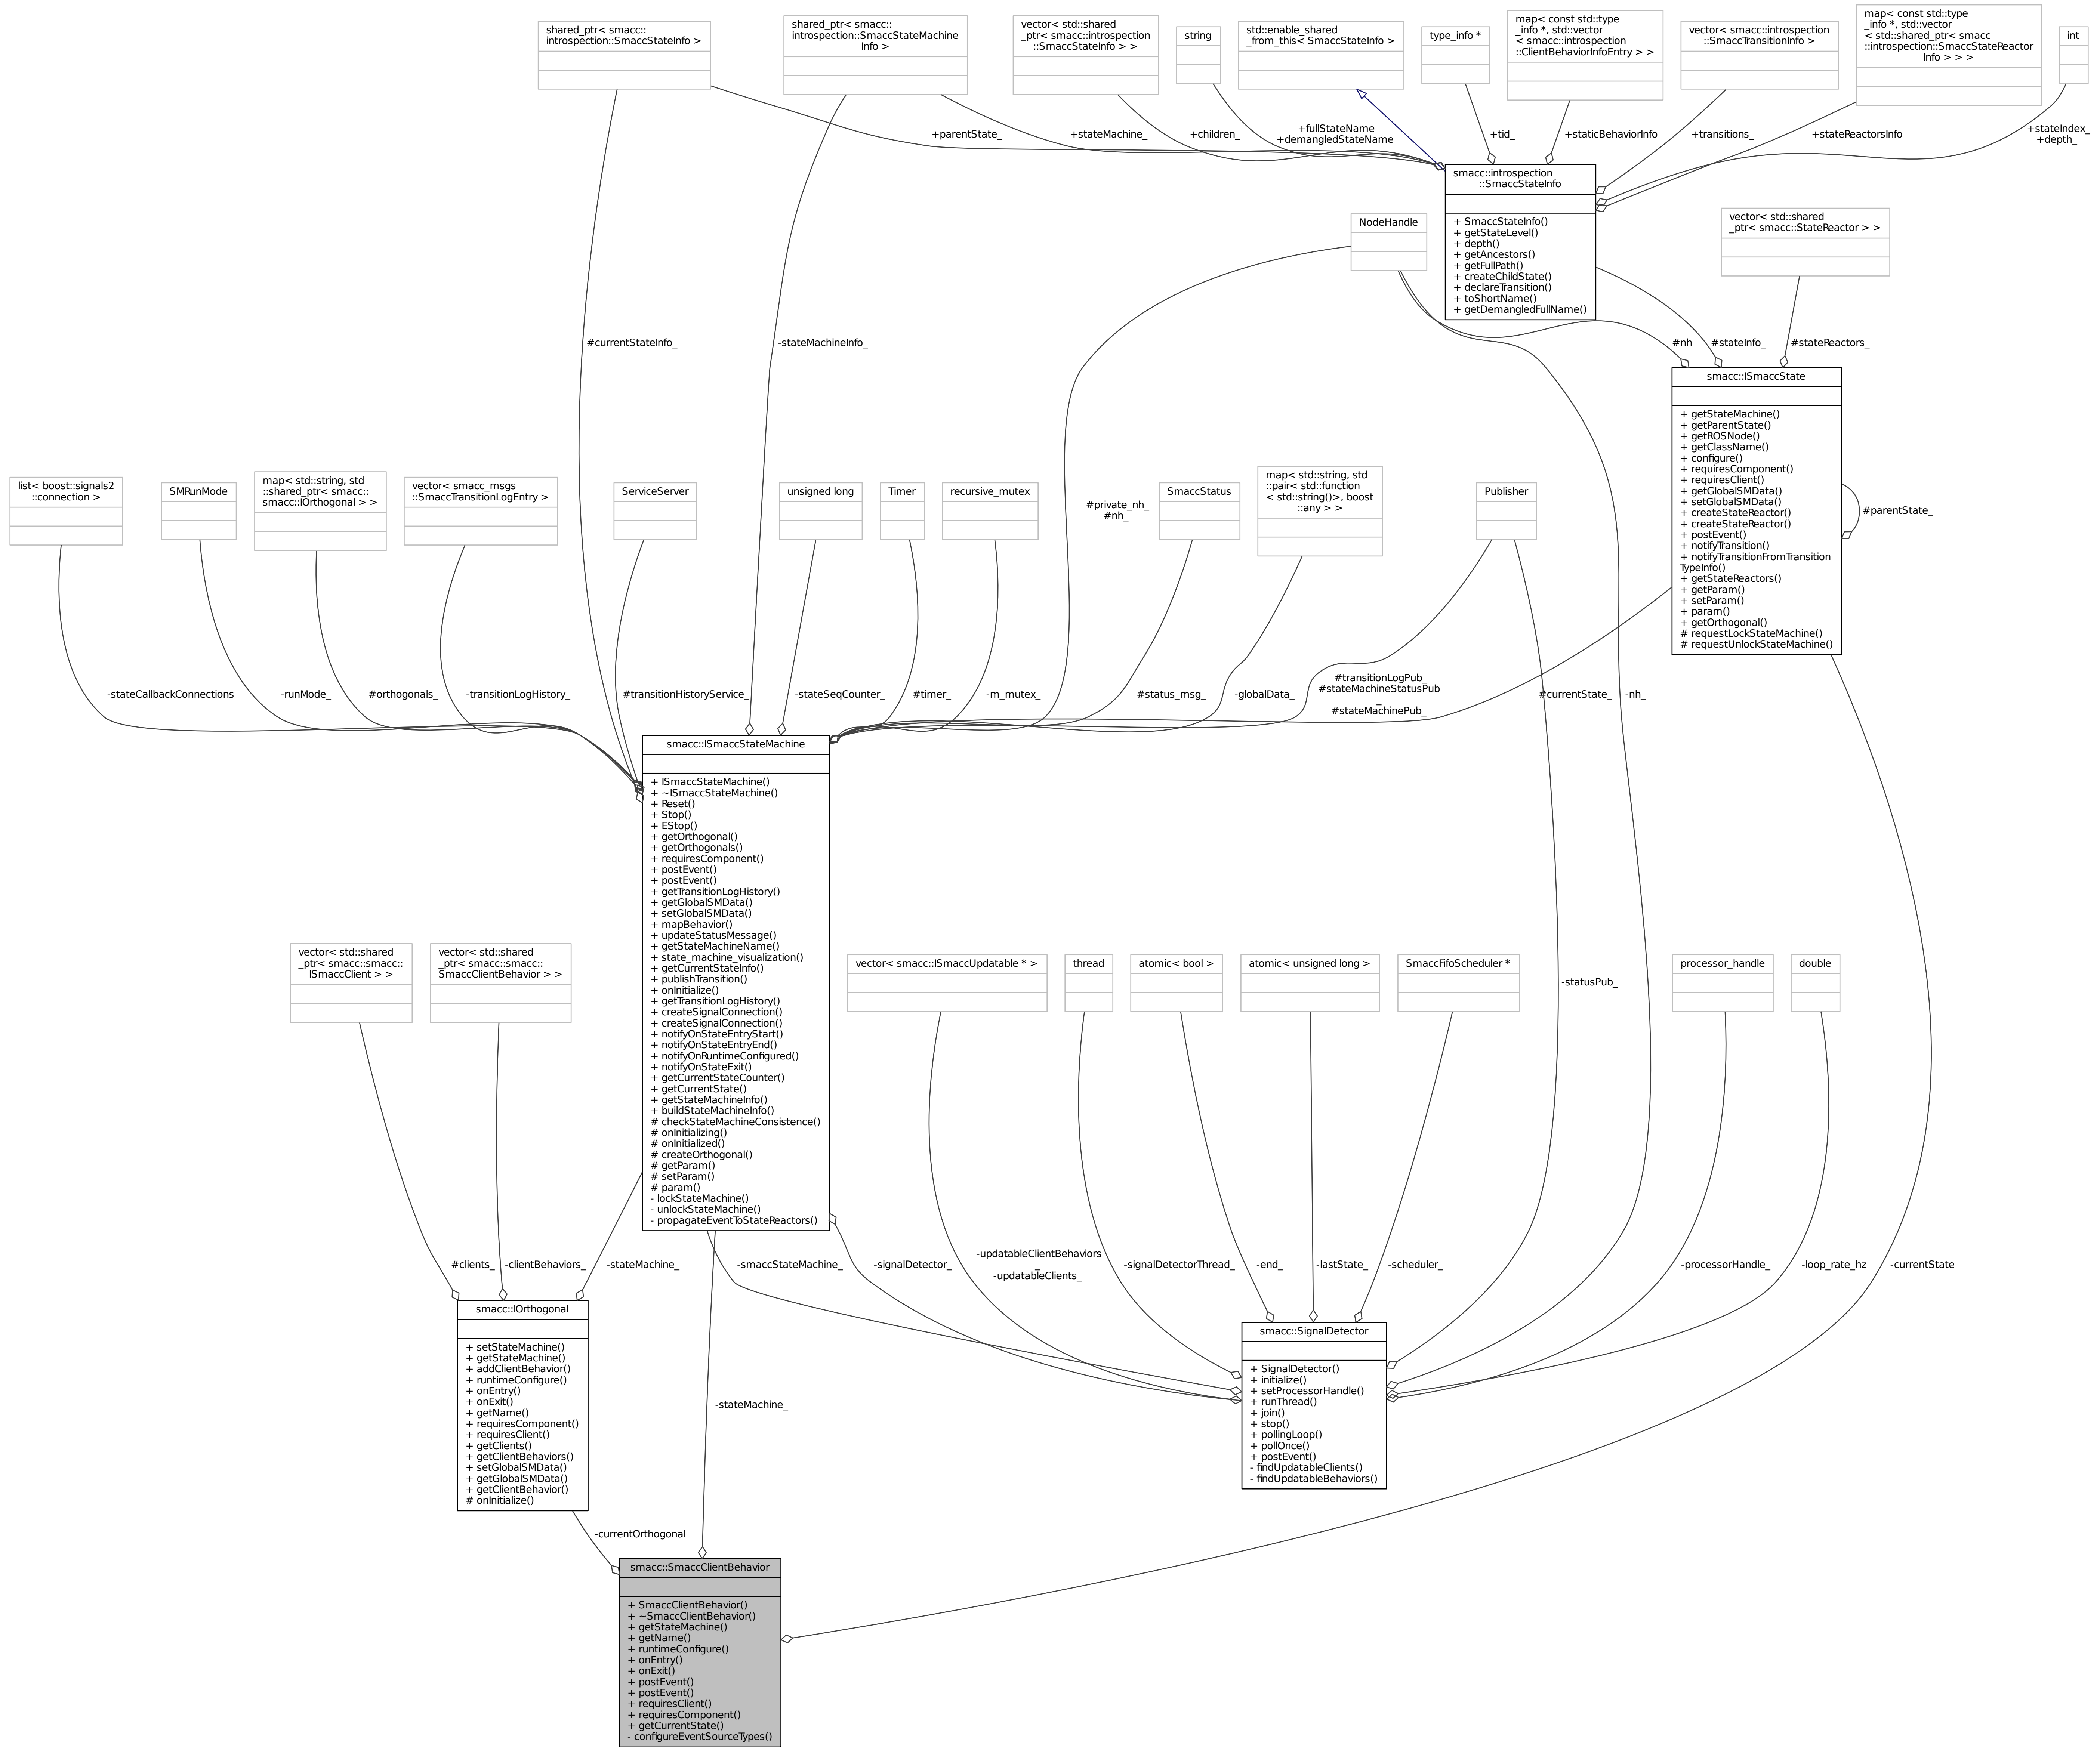 shared_ptr< smacc::
introspection::SmaccStateInfo >
shared_ptr< smacc::
introspection::SmaccStateMachine
Info >
vector< std::shared
_ptr< smacc::introspection
::SmaccStateInfo > >
string
std::enable_shared
_from_this< SmaccStateInfo >
type_info *
map< const std::type
_info *, std::vector
< smacc::introspection
::ClientBehaviorInfoEntry > >
vector< smacc::introspection
::SmaccTransitionInfo >
map< const std::type
_info *, std::vector
< std::shared_ptr< smacc
::introspection::SmaccStateReactor
Info > > >
int
+parentState_
+stateMachine_
+children_
+fullStateName
+demangledStateName
+tid_
+staticBehaviorInfo
+transitions_
+stateReactorsInfo
+stateIndex_
+depth_
smacc::introspection
::SmaccStateInfo
+ SmaccStateInfo()
+ getStateLevel()
+ depth()
+ getAncestors()
+ getFullPath()
+ createChildState()
+ declareTransition()
+ toShortName()
+ getDemangledFullName()
NodeHandle
vector< std::shared
_ptr< smacc::StateReactor > >
#currentStateInfo_
-stateMachineInfo_
#nh
#stateInfo_
#stateReactors_
smacc::ISmaccState
+ getStateMachine()
+ getParentState()
+ getROSNode()
+ getClassName()
+ configure()
+ requiresComponent()
+ requiresClient()
+ getGlobalSMData()
+ setGlobalSMData()
+ createStateReactor()
+ createStateReactor()
+ postEvent()
+ notifyTransition()
+ notifyTransitionFromTransition
TypeInfo()
+ getStateReactors()
+ getParam()
+ setParam()
+ param()
+ getOrthogonal()
# requestLockStateMachine()
# requestUnlockStateMachine()
#parentState_
list< boost::signals2
::connection >
SMRunMode
map< std::string, std
::shared_ptr< smacc::
smacc::IOrthogonal > >
vector< smacc_msgs
::SmaccTransitionLogEntry >
ServiceServer
unsigned long
Timer
recursive_mutex
#private_nh_
#nh_
SmaccStatus
map< std::string, std
::pair< std::function
< std::string()>, boost
::any > >
Publisher
-stateCallbackConnections
-runMode_
#orthogonals_
-transitionLogHistory_
#transitionHistoryService_
-stateSeqCounter_
#timer_
-m_mutex_
#status_msg_
-globalData_
#transitionLogPub_
#stateMachineStatusPub
_
#stateMachinePub_
#currentState_
-nh_
smacc::ISmaccStateMachine
+ ISmaccStateMachine()
+ ~ISmaccStateMachine()
+ Reset()
+ Stop()
+ EStop()
+ getOrthogonal()
+ getOrthogonals()
+ requiresComponent()
+ postEvent()
+ postEvent()
+ getTransitionLogHistory()
+ getGlobalSMData()
+ setGlobalSMData()
+ mapBehavior()
+ updateStatusMessage()
+ getStateMachineName()
+ state_machine_visualization()
+ getCurrentStateInfo()
+ publishTransition()
+ onInitialize()
+ getTransitionLogHistory()
+ createSignalConnection()
+ createSignalConnection()
+ notifyOnStateEntryStart()
+ notifyOnStateEntryEnd()
+ notifyOnRuntimeConfigured()
+ notifyOnStateExit()
+ getCurrentStateCounter()
+ getCurrentState()
+ getStateMachineInfo()
+ buildStateMachineInfo()
# checkStateMachineConsistence()
# onInitializing()
# onInitialized()
# createOrthogonal()
# getParam()
# setParam()
# param()
- lockStateMachine()
- unlockStateMachine()
- propagateEventToStateReactors()
vector< std::shared
_ptr< smacc::smacc::
ISmaccClient > >
vector< std::shared
_ptr< smacc::smacc::
SmaccClientBehavior > >
vector< smacc::ISmaccUpdatable * >
thread
atomic< bool >
atomic< unsigned long >
SmaccFifoScheduler *
-statusPub_
processor_handle
double
#clients_
-clientBehaviors_
-stateMachine_
-smaccStateMachine_
-signalDetector_
-updatableClientBehaviors
_
-updatableClients_
-signalDetectorThread_
-end_
-lastState_
-scheduler_
-processorHandle_
-loop_rate_hz
-currentState
smacc::IOrthogonal
+ setStateMachine()
+ getStateMachine()
+ addClientBehavior()
+ runtimeConfigure()
+ onEntry()
+ onExit()
+ getName()
+ requiresComponent()
+ requiresClient()
+ getClients()
+ getClientBehaviors()
+ setGlobalSMData()
+ getGlobalSMData()
+ getClientBehavior()
# onInitialize()
-stateMachine_
smacc::SignalDetector
+ SignalDetector()
+ initialize()
+ setProcessorHandle()
+ runThread()
+ join()
+ stop()
+ pollingLoop()
+ pollOnce()
+ postEvent()
- findUpdatableClients()
- findUpdatableBehaviors()
-currentOrthogonal
smacc::SmaccClientBehavior
+ SmaccClientBehavior()
+ ~SmaccClientBehavior()
+ getStateMachine()
+ getName()
+ runtimeConfigure()
+ onEntry()
+ onExit()
+ postEvent()
+ postEvent()
+ requiresClient()
+ requiresComponent()
+ getCurrentState()
- configureEventSourceTypes()